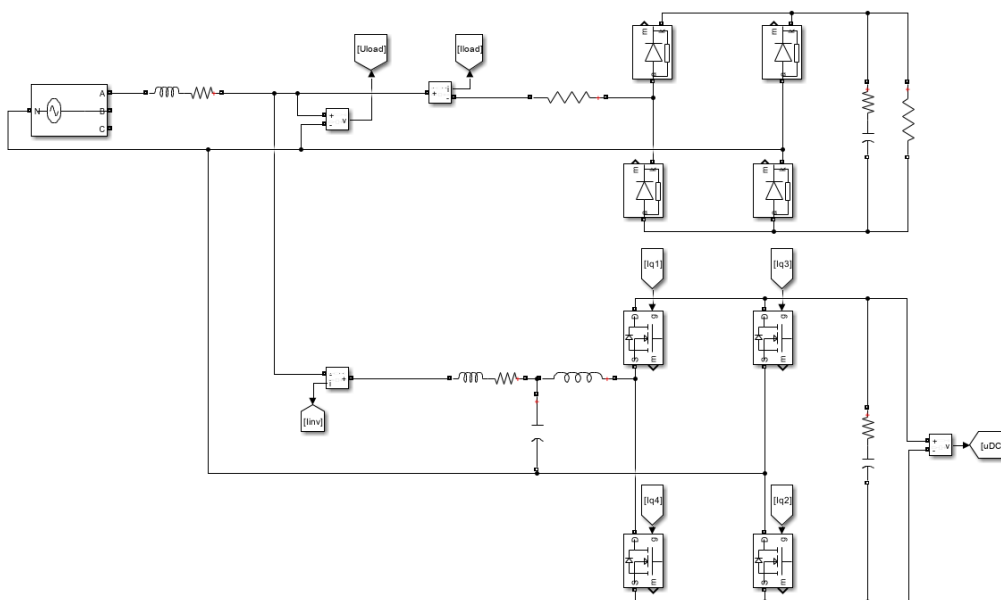 [Uload]
[Iload]
A
N
B
C
+
-
v
+
i
-
m
m
m
m
[Iq1]
[Iq3]
g
g
m
m
-
i
+
[Iinv]
+
-
v
[uDC
[Iq4]
[Iq2]
g
g
m
m